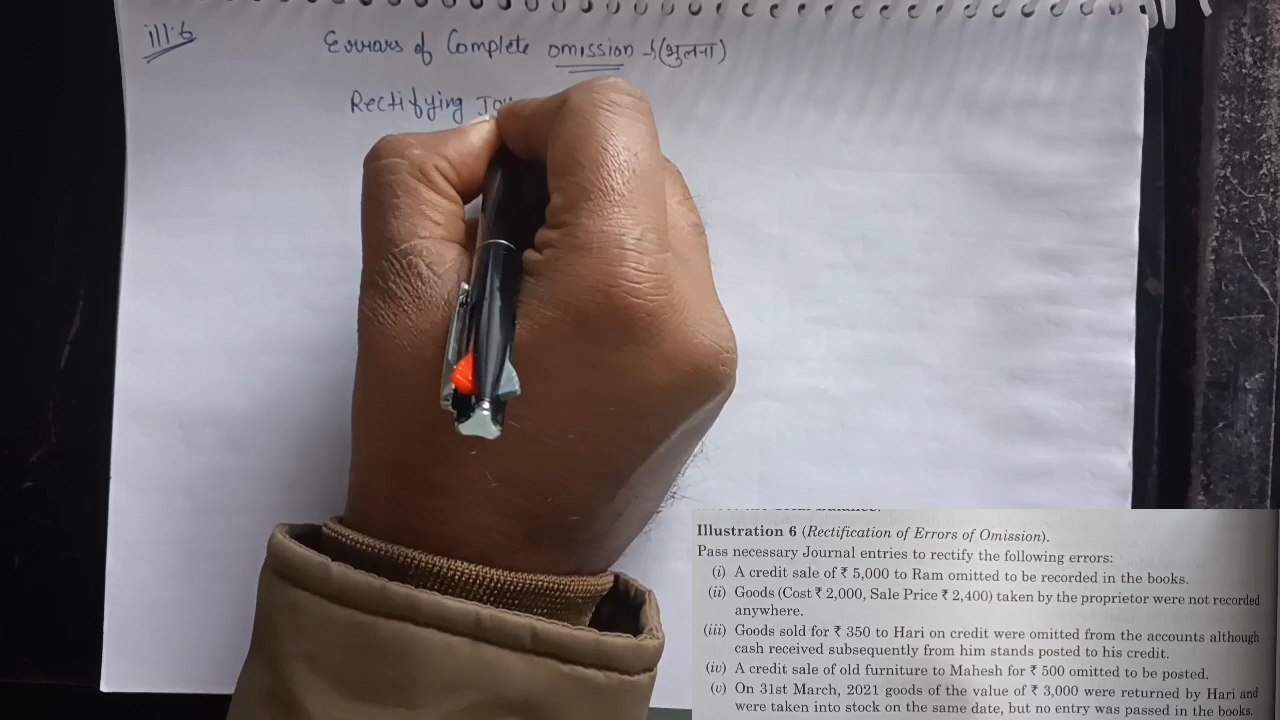 ill.6
Errors of Complete omission → (भुलना)
Rectifying Jou
Illustration 6 (Rectification of Errors of Omission).
Pass necessary Journal entries to rectify the following errors:
(i) A credit sale of ₹ 5,000 to Ram omitted to be recorded in the books.
(ii) Goods (Cost ₹ 2,000, Sale Price ₹ 2,400) taken by the proprietor were not recorded
anywhere.
(iii) Goods sold for ₹ 350 to Hari on credit were omitted from the accounts although
cash received subsequently from him stands posted to his credit.
(iv) A credit sale of old furniture to Mahesh for ₹ 500 omitted to be posted.
(v) On 31st March, 2021 goods of the value of ₹ 3,000 were returned by Hari and
were taken into stock on the same date, but no entry was passed in the books.